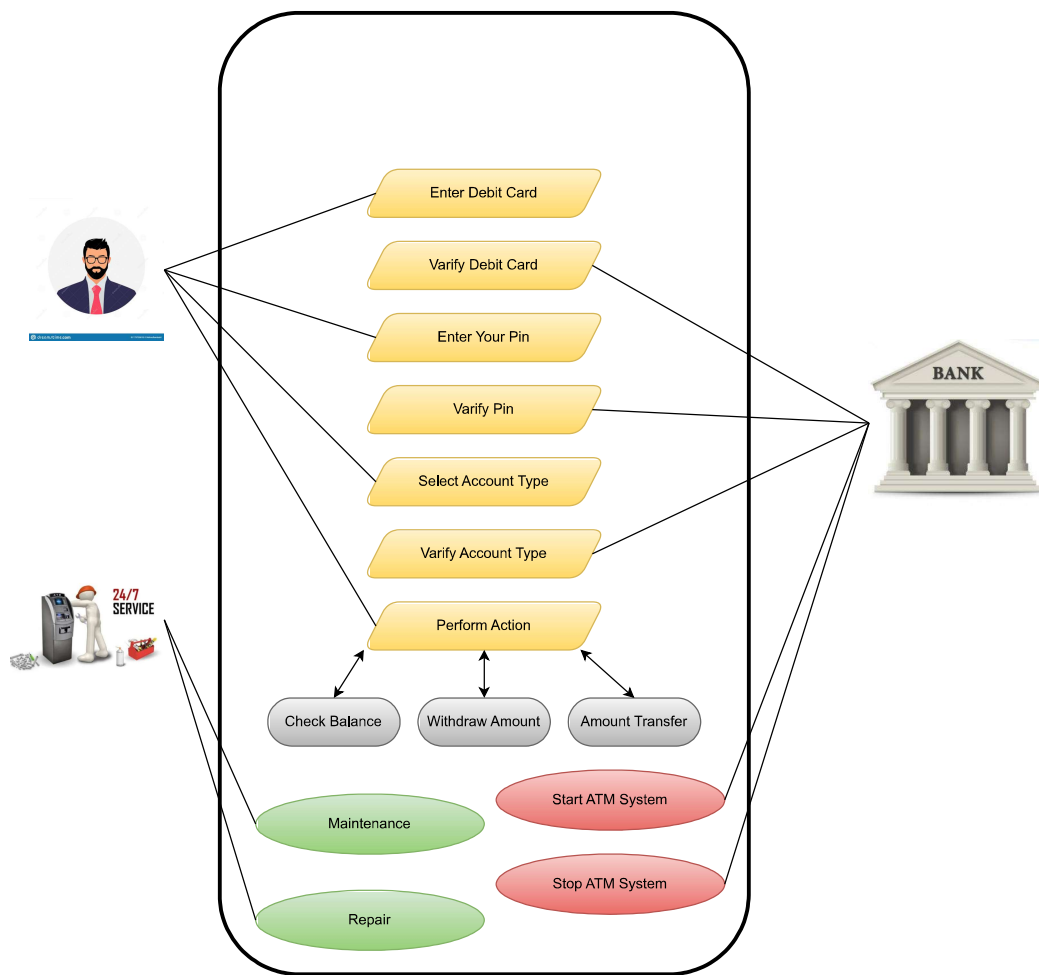 Enter Debit Card
Varify Debit Card
Enter Your Pin
BANK
Varify Pin
Select Account Type
Varify Account Type
24/7
SERVICE
Perform Action
Check Balance
Withdraw Amount
Amount Transfer
Start ATM System
Maintenance
Stop ATM System
Repair